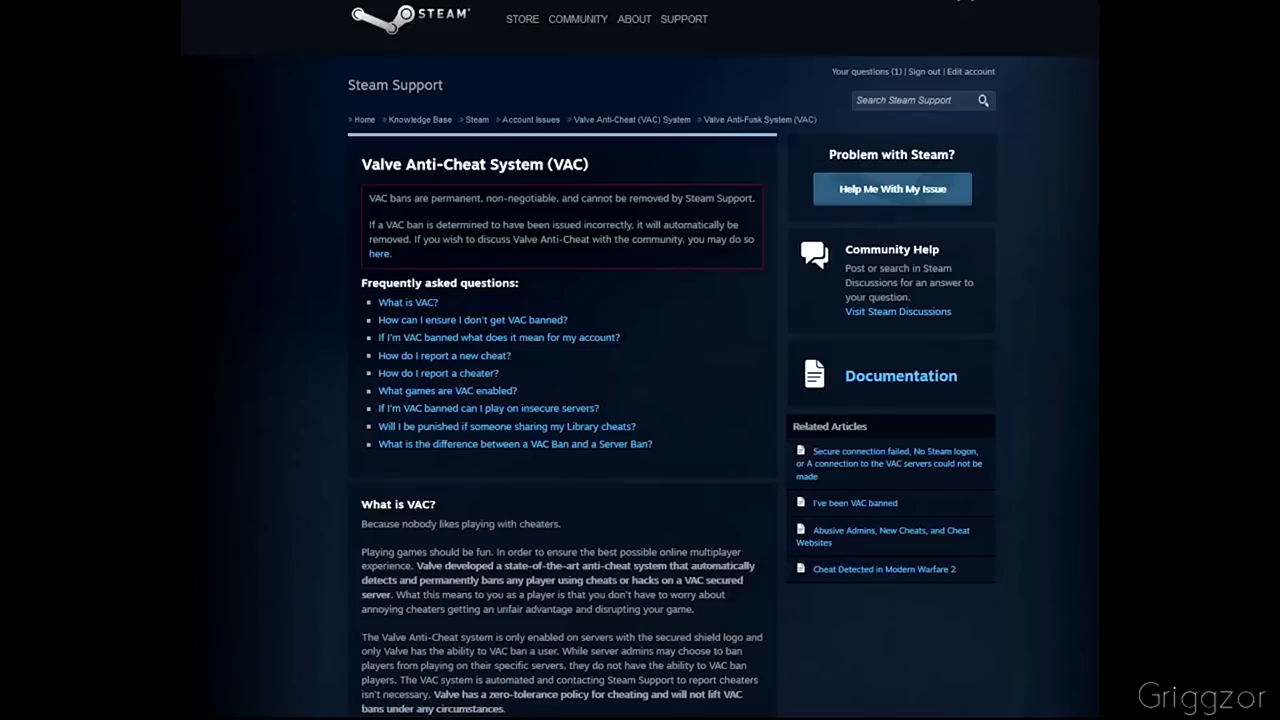 STEAM
STORE COMMUNITY ABOUT SUPPORT
Your questions (1) | Sign out | Edit account
Steam Support
Search Steam Support
» Home » Knowledge Base » Steam » Account Issues » Valve Anti-Cheat (VAC) System » Valve Anti-Fusk System (VAC)
Valve Anti-Cheat System (VAC)
VAC bans are permanent, non-negotiable, and cannot be removed by Steam Support.
If a VAC ban is determined to have been issued incorrectly, it will automatically be
removed. If you wish to discuss Valve Anti-Cheat with the community, you may do so
here.
Frequently asked questions:
What is VAC?
How can I ensure I don't get VAC banned?
If I'm VAC banned what does it mean for my account?
How do I report a new cheat?
How do I report a cheater?
What games are VAC enabled?
If I'm VAC banned can I play on insecure servers?
Will I be punished if someone sharing my Library cheats?
What is the difference between a VAC Ban and a Server Ban?
What is VAC?
Because nobody likes playing with cheaters.
Playing games should be fun. In order to ensure the best possible online multiplayer
experience. Valve developed a state-of-the-art anti-cheat system that automatically
detects and permanently bans any player using cheats or hacks on a VAC secured
server. What this means to you as a player is that you don't have to worry about
annoying cheaters getting an unfair advantage and disrupting your game.
The Valve Anti-Cheat system is only enabled on servers with the secured shield logo and
only Valve has the ability to VAC ban a user. While server admins may choose to ban
players from playing on their specific servers, they do not have the ability to VAC ban
players. The VAC system is automated and contacting Steam Support to report cheaters
isn't necessary. Valve has a zero-tolerance policy for cheating and will not lift VAC
bans under any circumstances.
Problem with Steam?
Help Me With My Issue
Community Help
Post or search in Steam
Discussions for an answer to
your question.
Visit Steam Discussions
Documentation
Related Articles
Secure connection failed, No Steam logon,
or A connection to the VAC servers could not be
made
I've been VAC banned
Abusive Admins, New Cheats, and Cheat
Websites
Cheat Detected in Modern Warfare 2
Griggzor